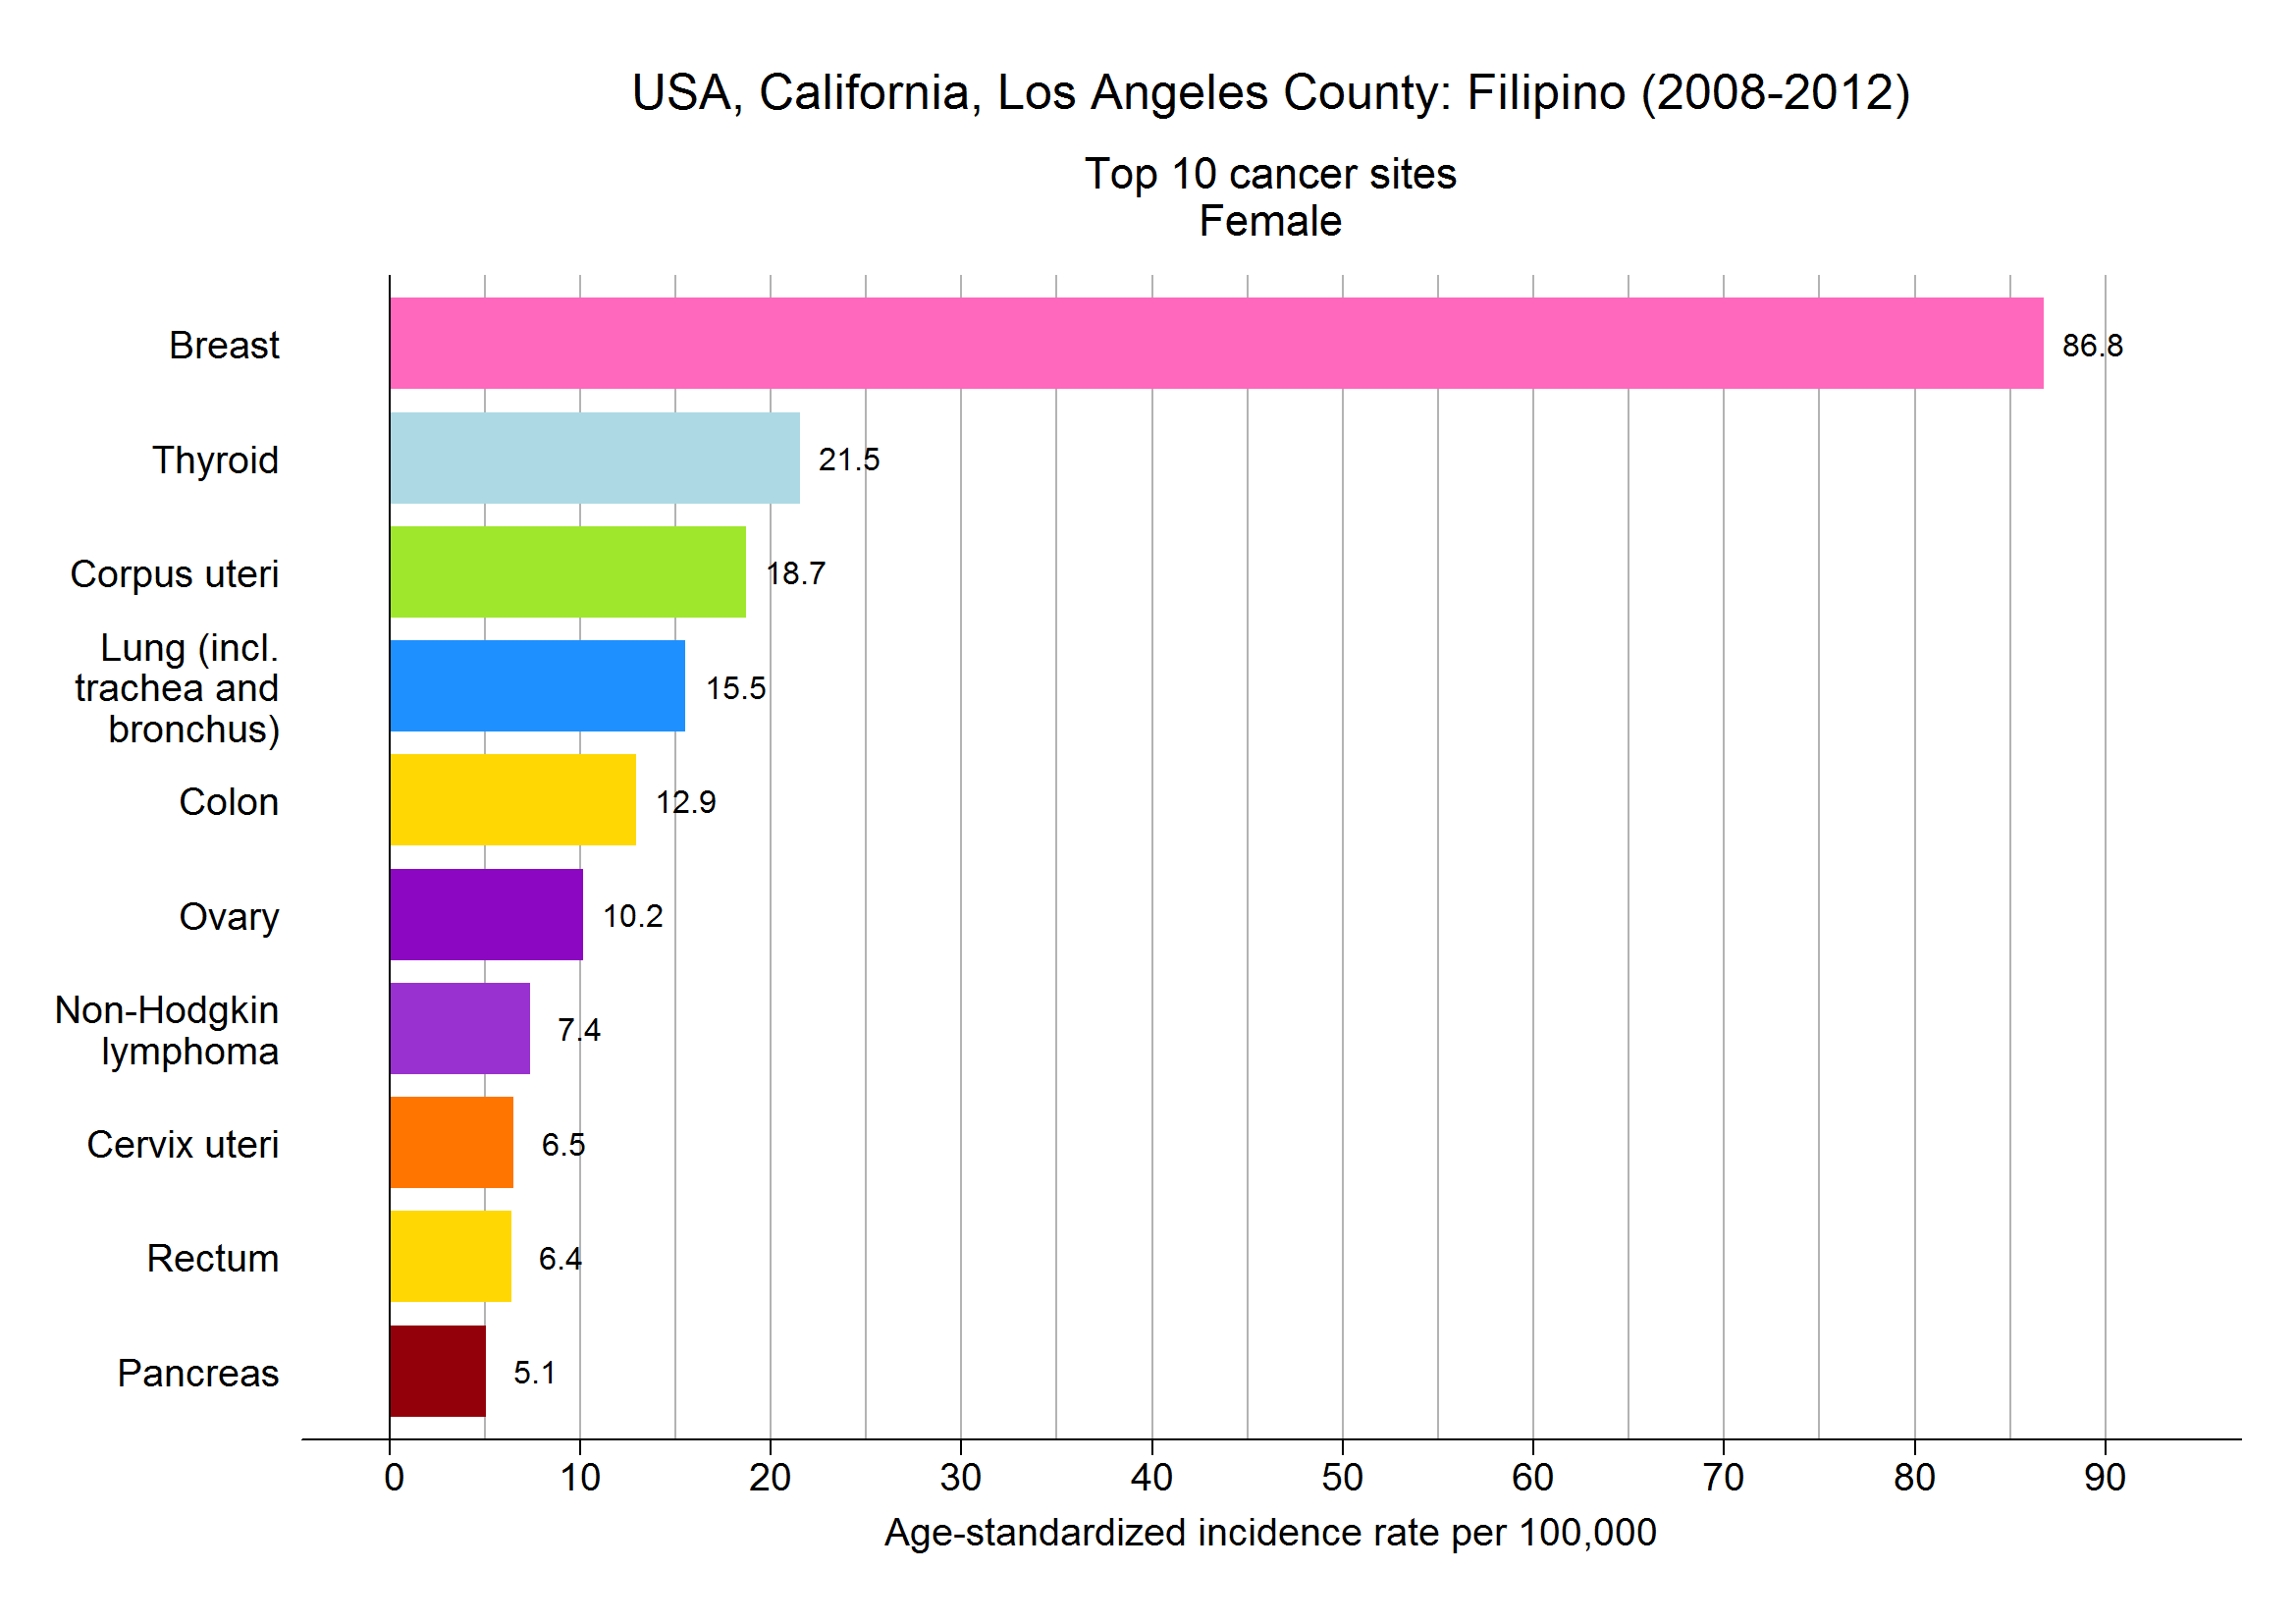 USA, California, Los Angeles County: Filipino (2008-2012)
Top 10 cancer sites
Female
Breast
86.8
Thyroid
21.5
Corpus uteri
18.7
Lung (incl.
trachea and
bronchus)
15.5
Colon
12.9
Ovary
10.2
Non-Hodgkin
lymphoma
7.4
Cervix uteri
6.5
Rectum
6.4
Pancreas
5.1
0 10 20 30 40 50 60 70 80 90
Age-standardized incidence rate per 100,000